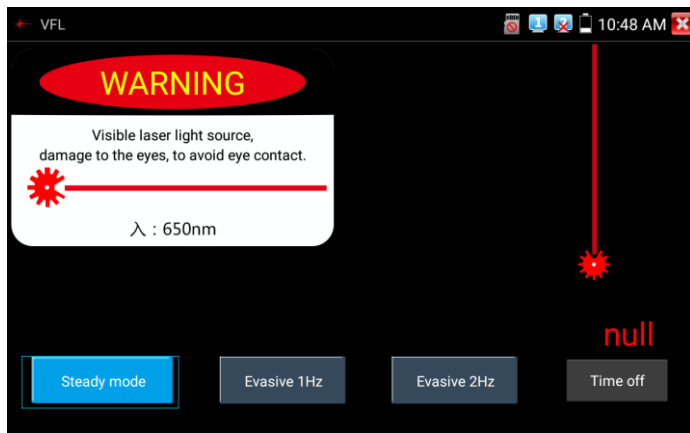 VFL
10:48 AM
WARNING
Visible laser light source,
damage to the eyes, to avoid eye contact.
入 : 650nm
null
Steady mode
Evasive 1Hz
Evasive 2Hz
Time off